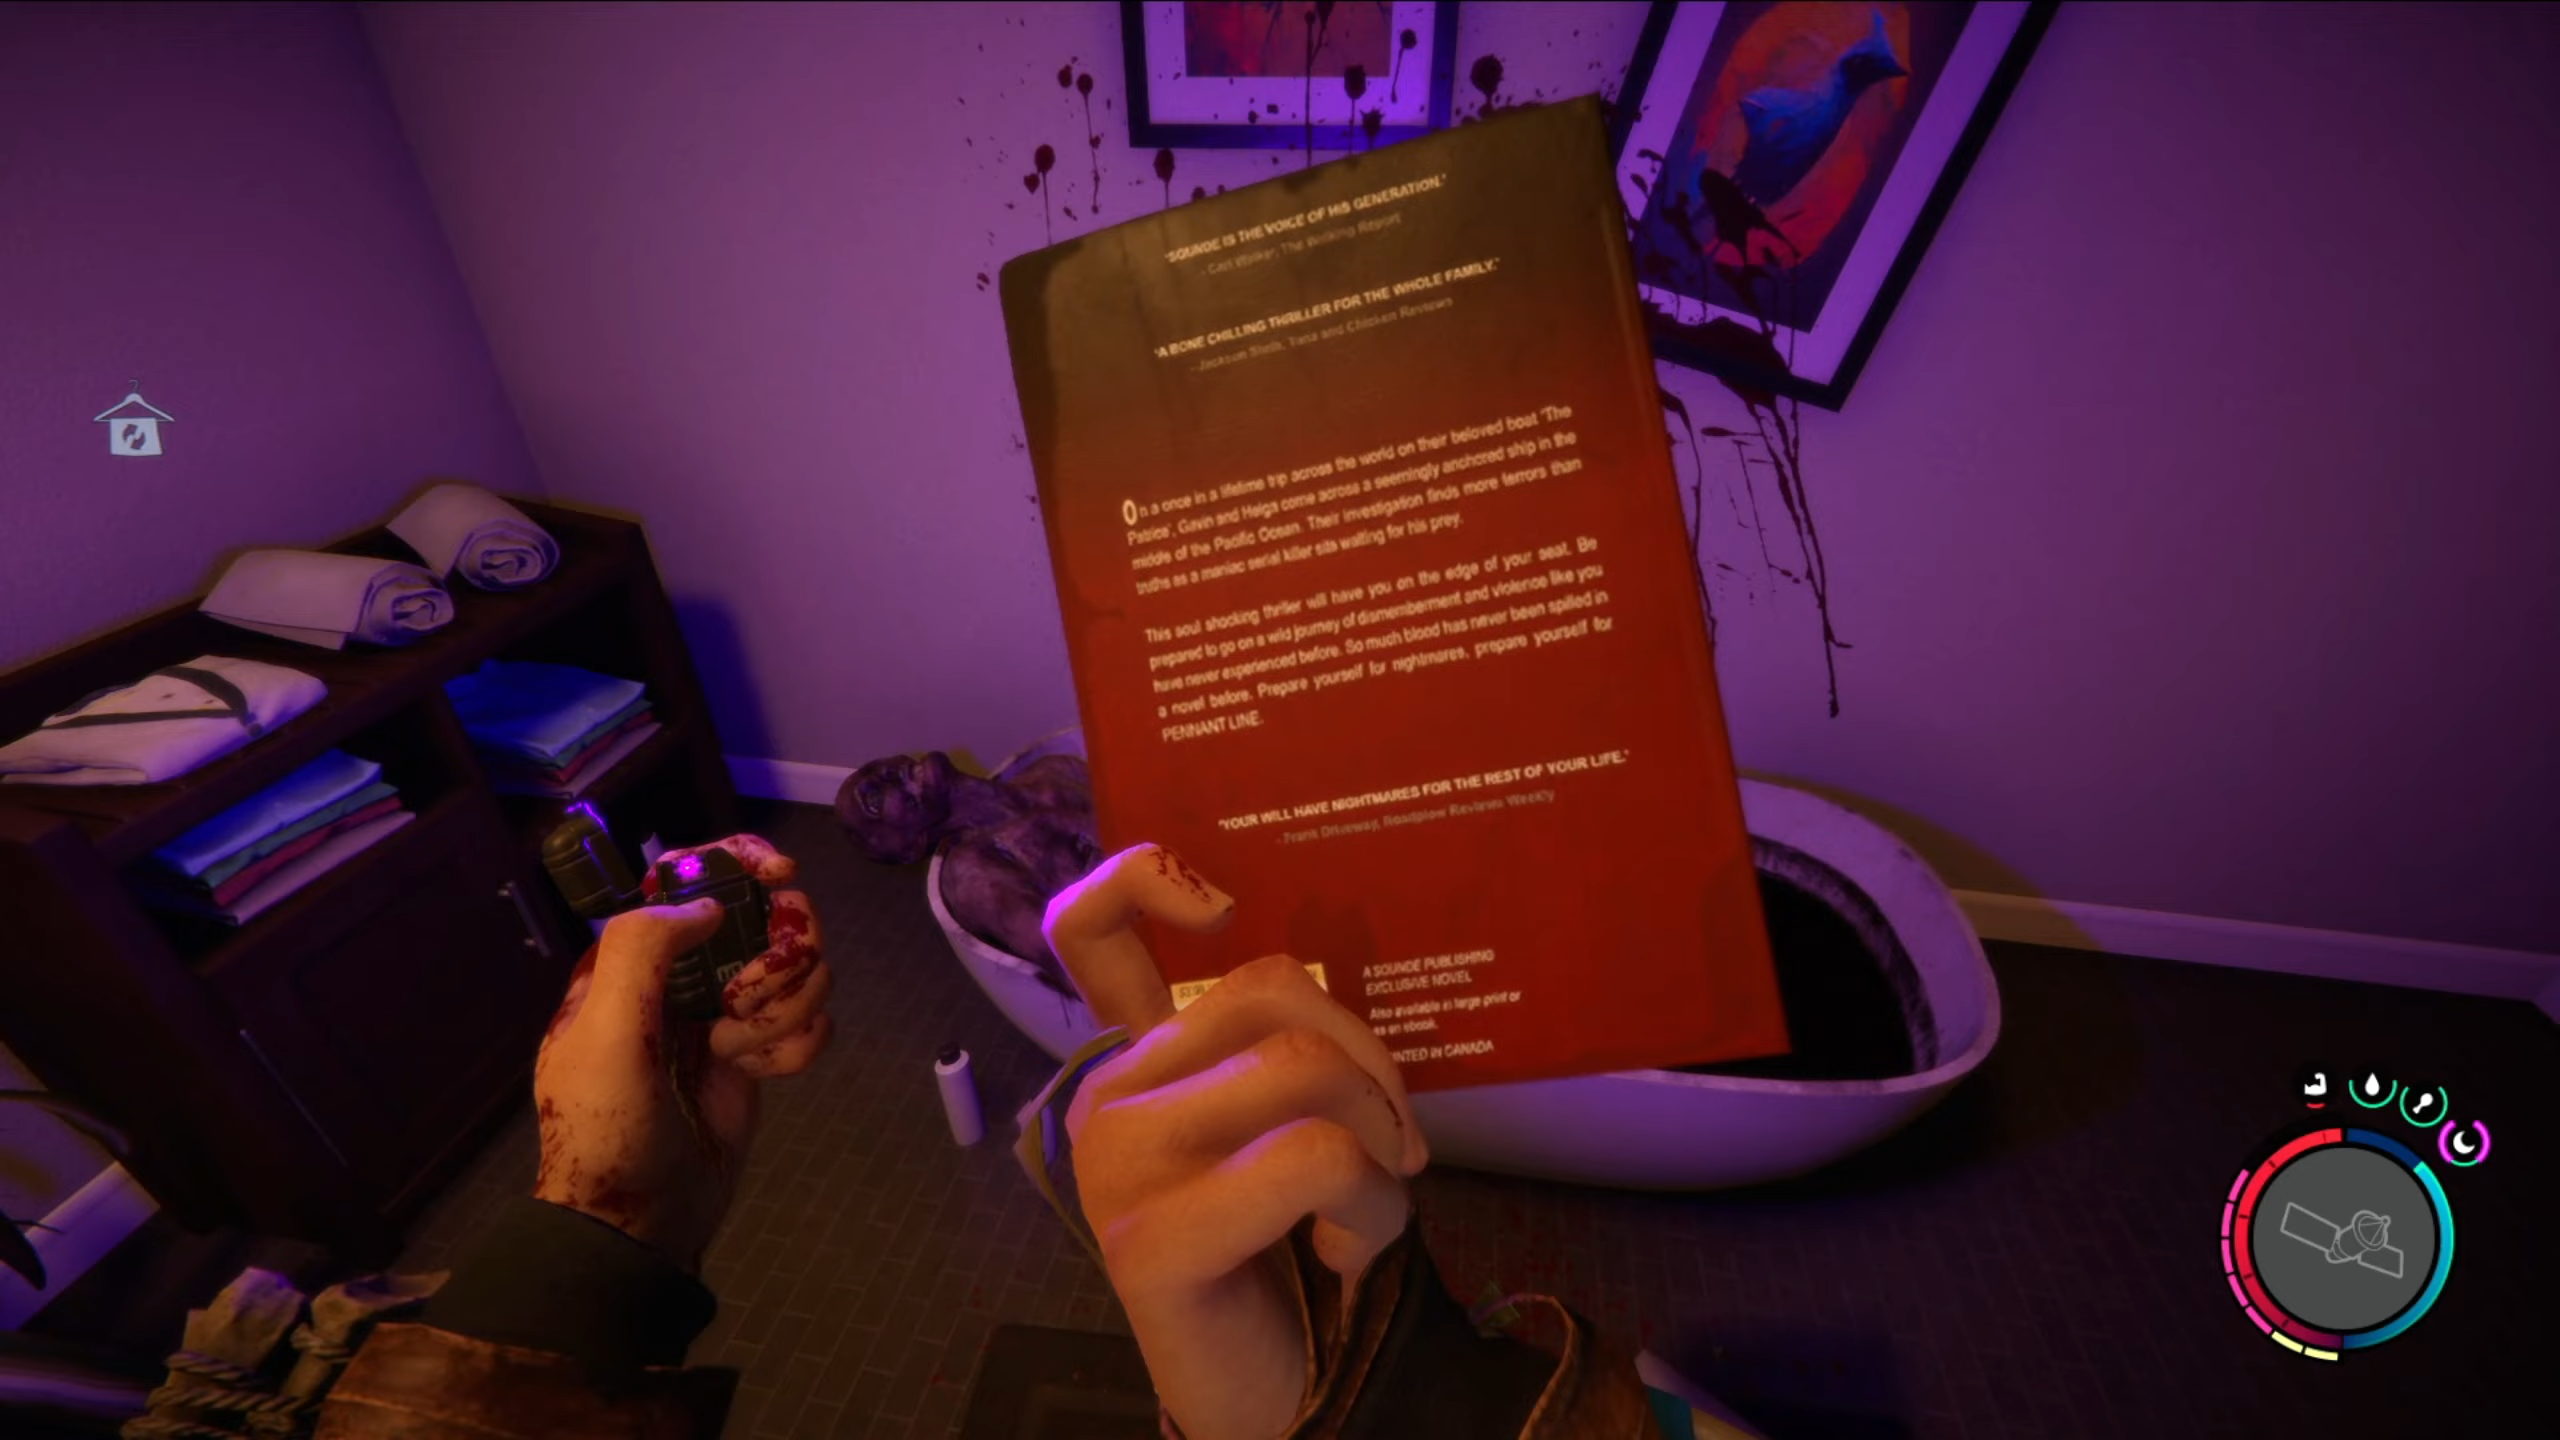 "SOUNDE IS THE VOICE OF HIS GENERATION."
- Carl Walker, The Walking Report
"A BONE CHILLING THRILLER FOR THE WHOLE FAMILY."
Tuna and Chicken Reviews
On a once in a lifetime trip across the world on their beloved boat 'The
Patrice', Gavin and Helga come across a seemingly anchored ship in the
middle of the Pacific Ocean. Their investigation finds more terrors than
truths as a maniac serial killer sits waiting for his prey.
This soul shocking thriller will have you on the edge of your seat. Be
prepared to go on a wild journey of dismemberment and violence like you
have never experienced before. So much blood has never been spilled in
a novel before. Prepare yourself for nightmares, prepare yourself for
PENNANT LINE.
"YOUR WILL HAVE NIGHTMARES FOR THE REST OF YOUR LIFE."
- Frank Driveway, Roadplow Reviews Weekly
A SOUNDE PUBLISHING
EXCLUSIVE NOVEL
Also available in large print or
as an ebook.
INTED IN CANADA